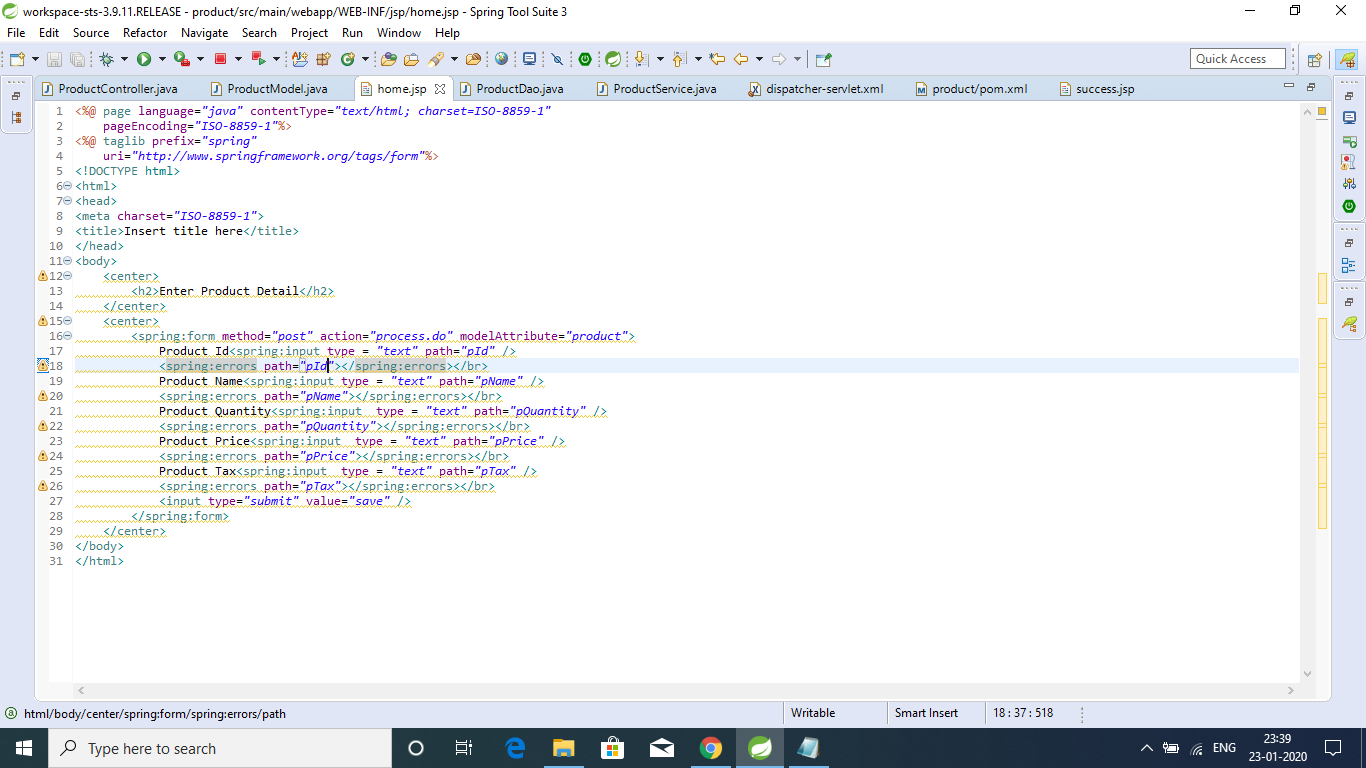 workspace-sts-3.9.11.RELEASE - product/src/main/webapp/WEB-INF/jsp/home.jsp - Spring Tool Suite 3
File Edit Source Refactor Navigate Search Project Run Window Help
Quick Access
ProductController.java ProductModel.java home.jsp ProductDao.java ProductService.java dispatcher-servlet.xml product/pom.xml success.jsp
1 <%@ page language="java" contentType="text/html; charset=ISO-8859-1"
2     pageEncoding="ISO-8859-1"%>
3 <%@ taglib prefix="spring"
4     uri="http://www.springframework.org/tags/form"%>
5 <!DOCTYPE html>
6 <html>
7 <head>
8 <meta charset="ISO-8859-1">
9 <title>Insert title here</title>
10 </head>
11 <body>
12     <center>
13         <h2>Enter Product Detail</h2>
14     </center>
15     <center>
16         <spring:form method="post" action="process.do" modelAttribute="product">
17             Product Id<spring:input type = "text" path="pId" />
18             <spring:errors path="pId"></spring:errors></br>
19             Product Name<spring:input type = "text" path="pName" />
20             <spring:errors path="pName"></spring:errors></br>
21             Product Quantity<spring:input  type = "text" path="pQuantity" />
22             <spring:errors path="pQuantity"></spring:errors></br>
23             Product Price<spring:input  type = "text" path="pPrice" />
24             <spring:errors path="pPrice"></spring:errors></br>
25             Product Tax<spring:input  type = "text" path="pTax" />
26             <spring:errors path="pTax"></spring:errors></br>
27             <input type="submit" value="save" />
28         </spring:form>
29     </center>
30 </body>
31 </html>
html/body/center/spring:form/spring:errors/path Writable Smart Insert 18 : 37 : 518
Type here to search ENG 23:39
23-01-2020